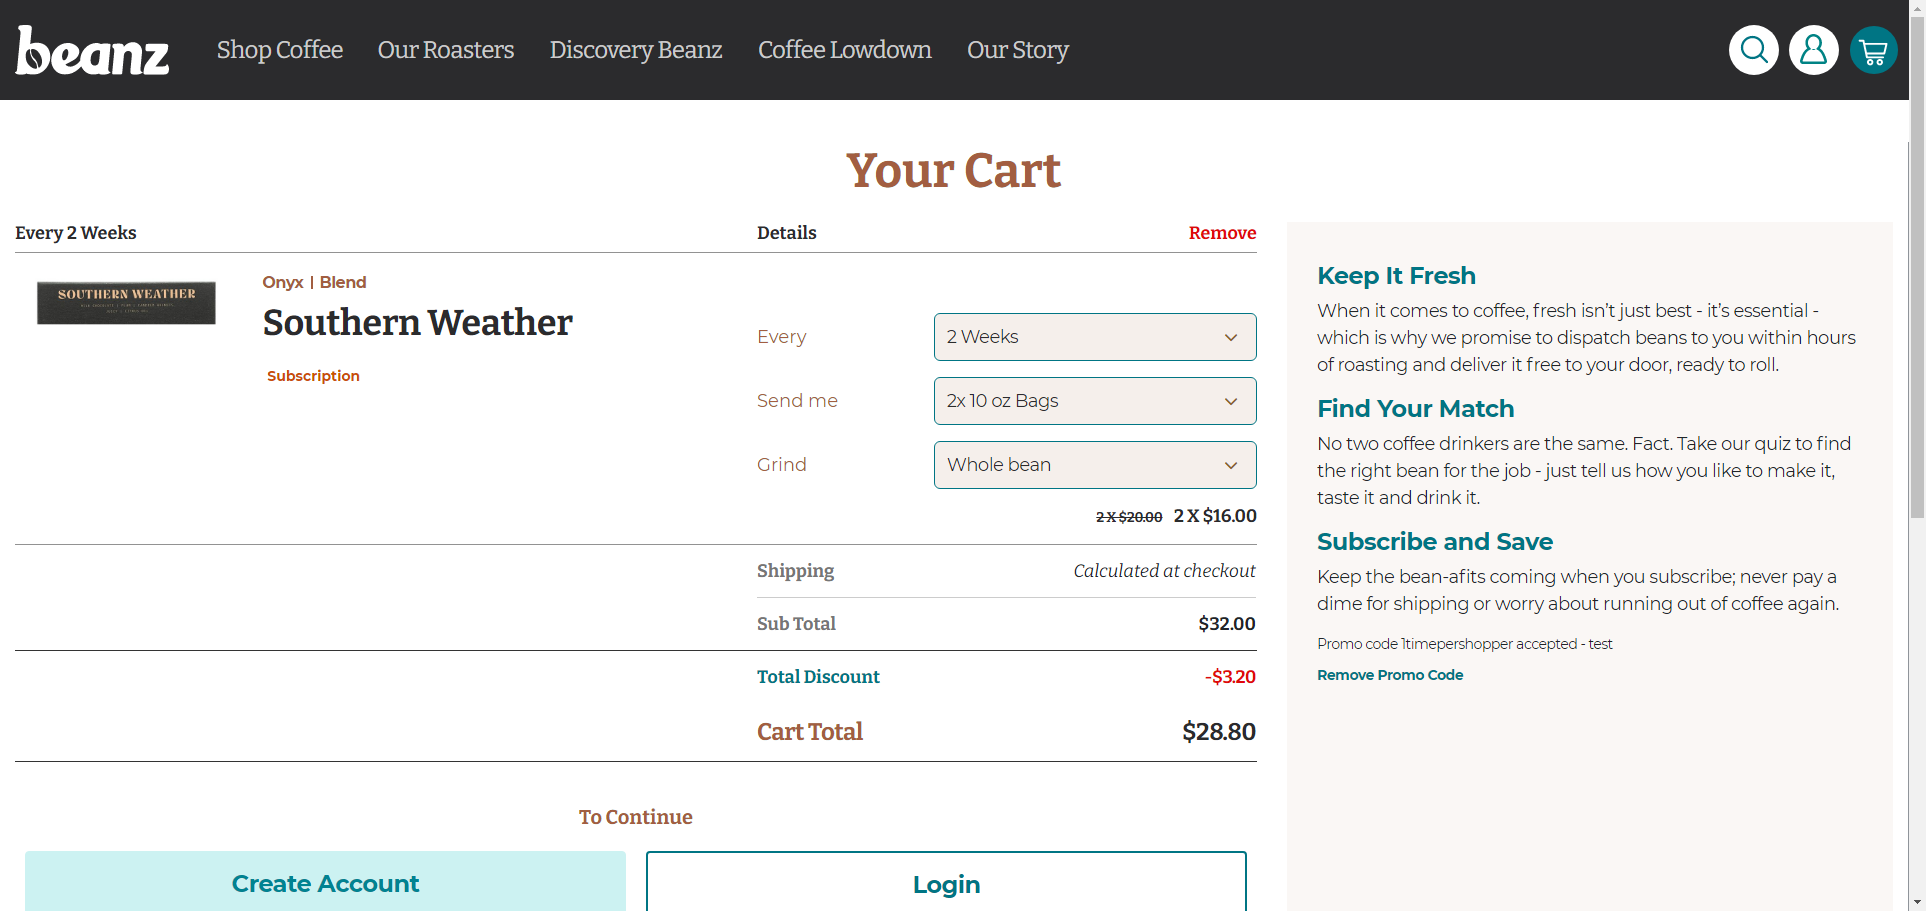 beanz
Shop Coffee
Our Roasters
Discovery Beanz
Coffee Lowdown
Our Story
Your Cart
Every 2 Weeks
Details
Remove
SOUTHERN WEATHER
Onyx | Blend
Southern Weather
Subscription
Every
2 Weeks
Send me
2x 10 oz Bags
Grind
Whole bean
2 X $20.00 2 X $16.00
Shipping
Calculated at checkout
Sub Total
$32.00
Total Discount
-$3.20
Cart Total
$28.80
To Continue
Create Account
Login
Keep It Fresh
When it comes to coffee, fresh isn’t just best - it’s essential -
which is why we promise to dispatch beans to you within hours
of roasting and deliver it free to your door, ready to roll.
Find Your Match
No two coffee drinkers are the same. Fact. Take our quiz to find
the right bean for the job - just tell us how you like to make it,
taste it and drink it.
Subscribe and Save
Keep the bean-afits coming when you subscribe; never pay a
dime for shipping or worry about running out of coffee again.
Promo code 1timepershopper accepted - test
Remove Promo Code